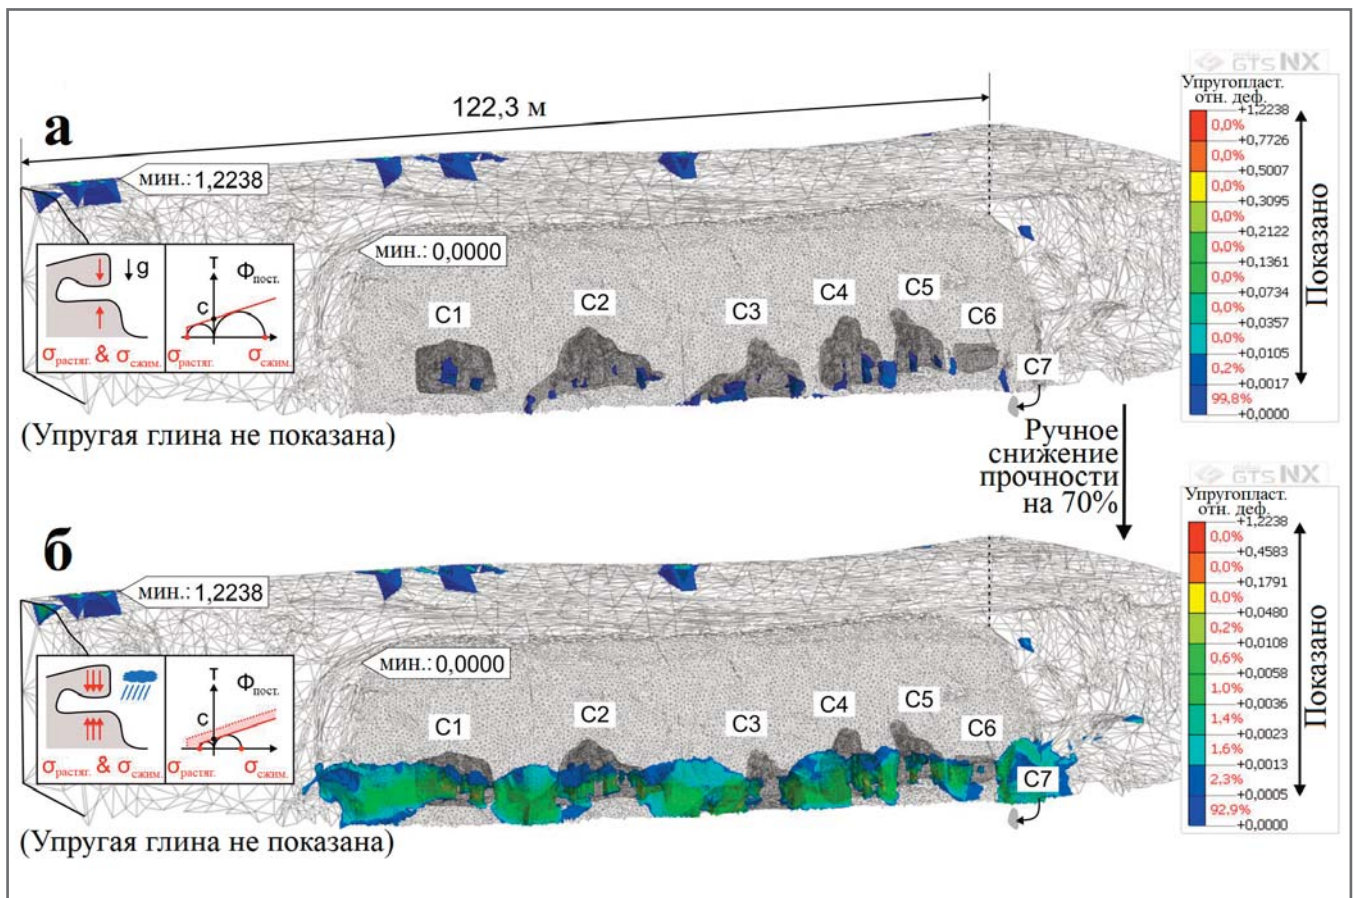 GTS NX
Упругопласт.
отн. деф.
+1,2238
0,0%
+0,7726
0,0%
+0,5007
0,0%
+0,3095
0,0%
+0,2122
0,0%
+0,1361
0,0%
+0,0734
0,0%
+0,0357
0,0%
+0,0105
0,2%
+0,0017
99,8%
+0,0000
Показано
а
122,3 м
мин.: 1,2238
мин.: 0,0000
g
τ
Φпост.
c
σрастяг. & σсжим.
σрастяг.
σсжим.
C1
C2
C3
C4
C5
C6
C7
(Упругая глина не показана)
Ручное
снижение
прочности
на 70%
GTS NX
Упругопласт.
отн. деф.
+1,2238
0,0%
+0,4583
0,0%
+0,1791
0,0%
+0,0480
0,2%
+0,0108
0,6%
+0,0058
1,0%
+0,0036
1,4%
+0,0023
1,6%
+0,0013
2,3%
+0,0005
92,9%
+0,0000
Показано
б
мин.: 1,2238
мин.: 0,0000
τ
Φпост.
c
σрастяг. & σсжим.
σрастяг.
σсжим.
C1
C2
C3
C4
C5
C6
C7
(Упругая глина не показана)